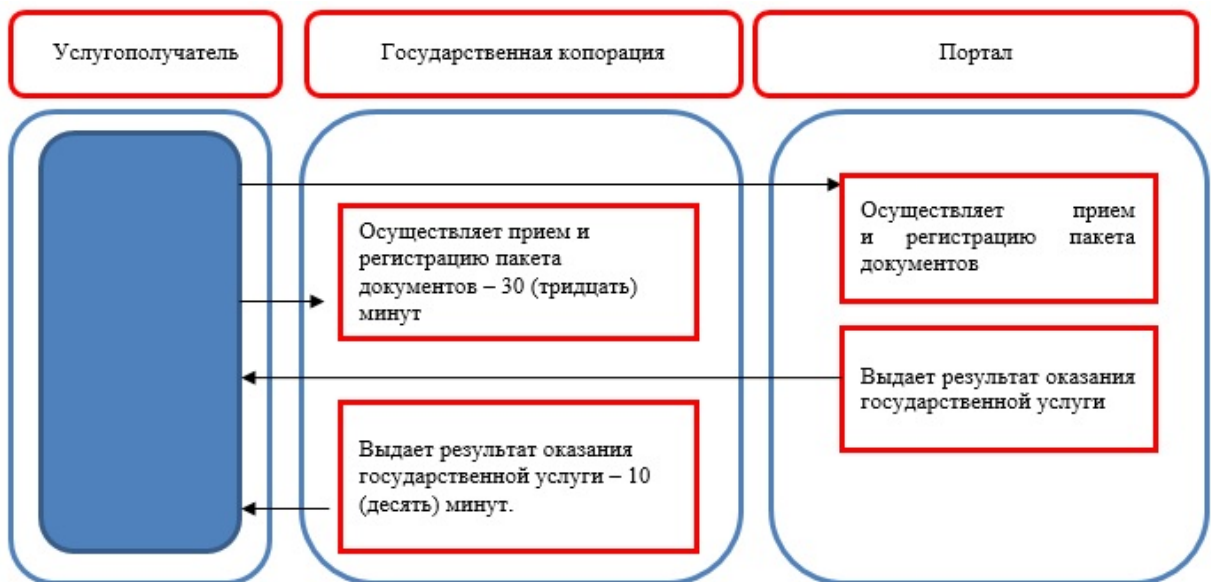 Услугополучатель
Государственная копорация
Портал
Осуществляет прием и
регистрацию пакета
документов – 30 (тридцать)
минут
Осуществляет прием
и регистрацию пакета
документов
Выдает результат оказания
государственной услуги
Выдает результат оказания
государственной услуги – 10
(десять) минут.